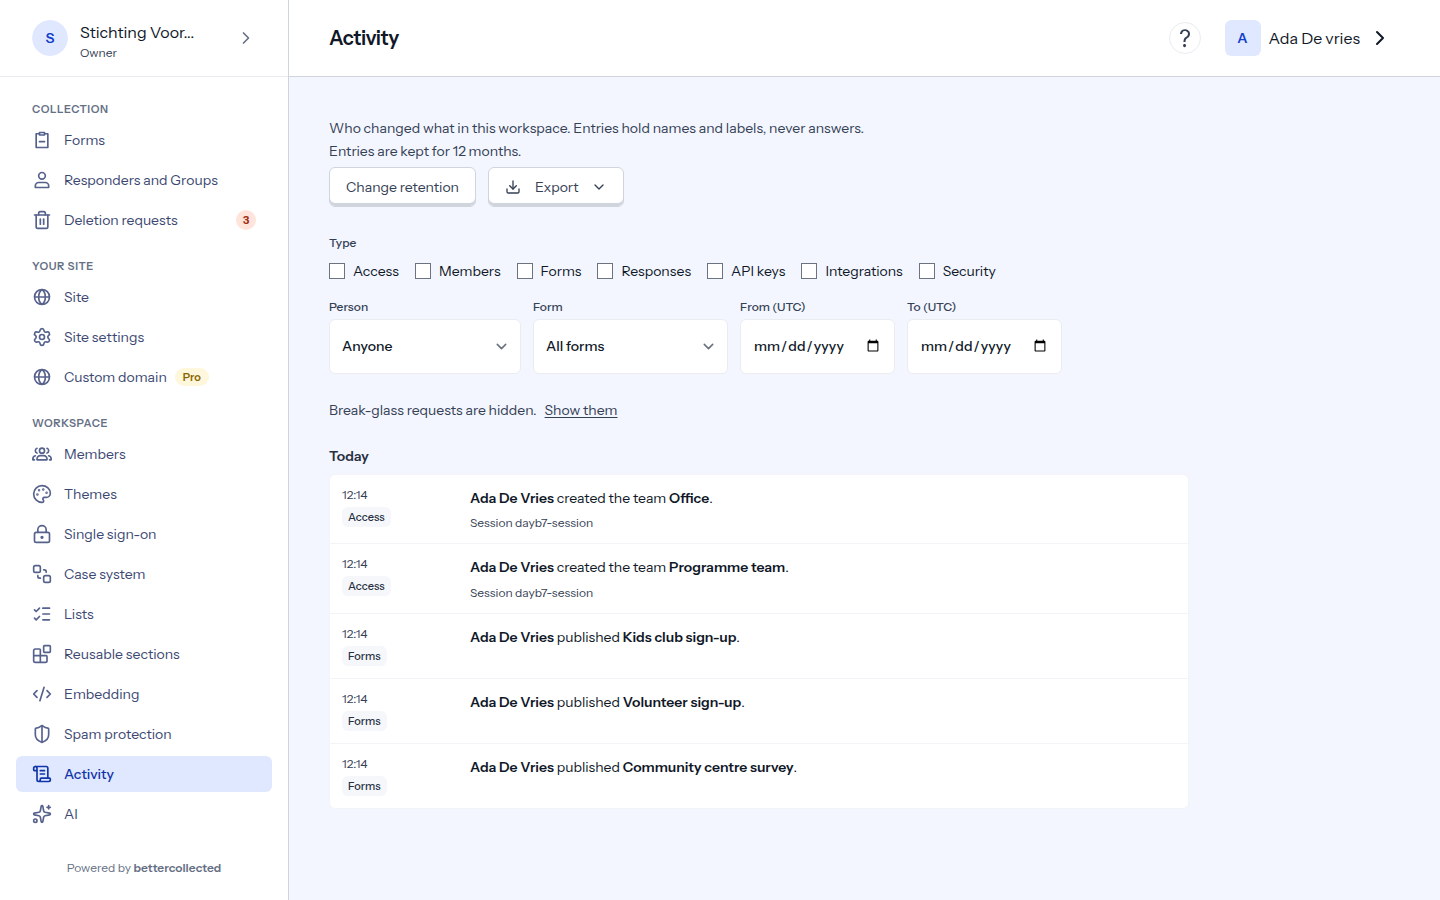 S
Stichting Voor...
Owner
Activity
?
A
Ada De vries
COLLECTION
Forms
Responders and Groups
Deletion requests
3
YOUR SITE
Site
Site settings
Custom domain
Pro
WORKSPACE
Members
Themes
Single sign-on
Case system
Lists
Reusable sections
Embedding
Spam protection
Activity
AI
Powered by bettercollected
Who changed what in this workspace. Entries hold names and labels, never answers.
Entries are kept for 12 months.
Change retention
Export
Type
Access
Members
Forms
Responses
API keys
Integrations
Security
Person
Form
From (UTC)
To (UTC)
Anyone
All forms
mm/dd/yyyy
mm/dd/yyyy
Break-glass requests are hidden. Show them
Today
12:14
Access
Ada De Vries created the team Office.
Session dayb7-session
12:14
Access
Ada De Vries created the team Programme team.
Session dayb7-session
12:14
Forms
Ada De Vries published Kids club sign-up.
12:14
Forms
Ada De Vries published Volunteer sign-up.
12:14
Forms
Ada De Vries published Community centre survey.